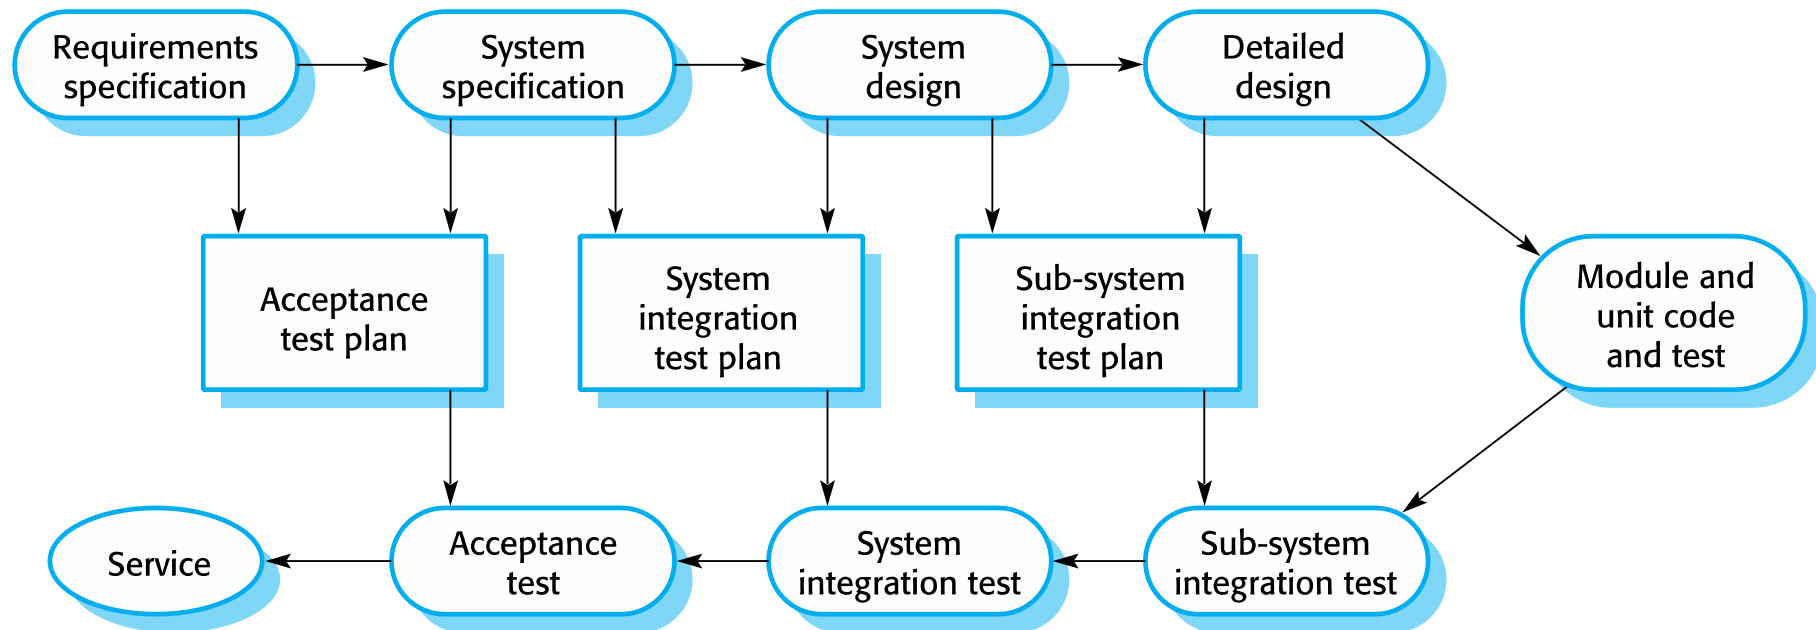 Requirements
specification
System
specification
System
design
Detailed
design
Acceptance
test plan
System
integration
test plan
Sub-system
integration
test plan
Module and
unit code
and test
Service
Acceptance
test
System
integration test
Sub-system
integration test